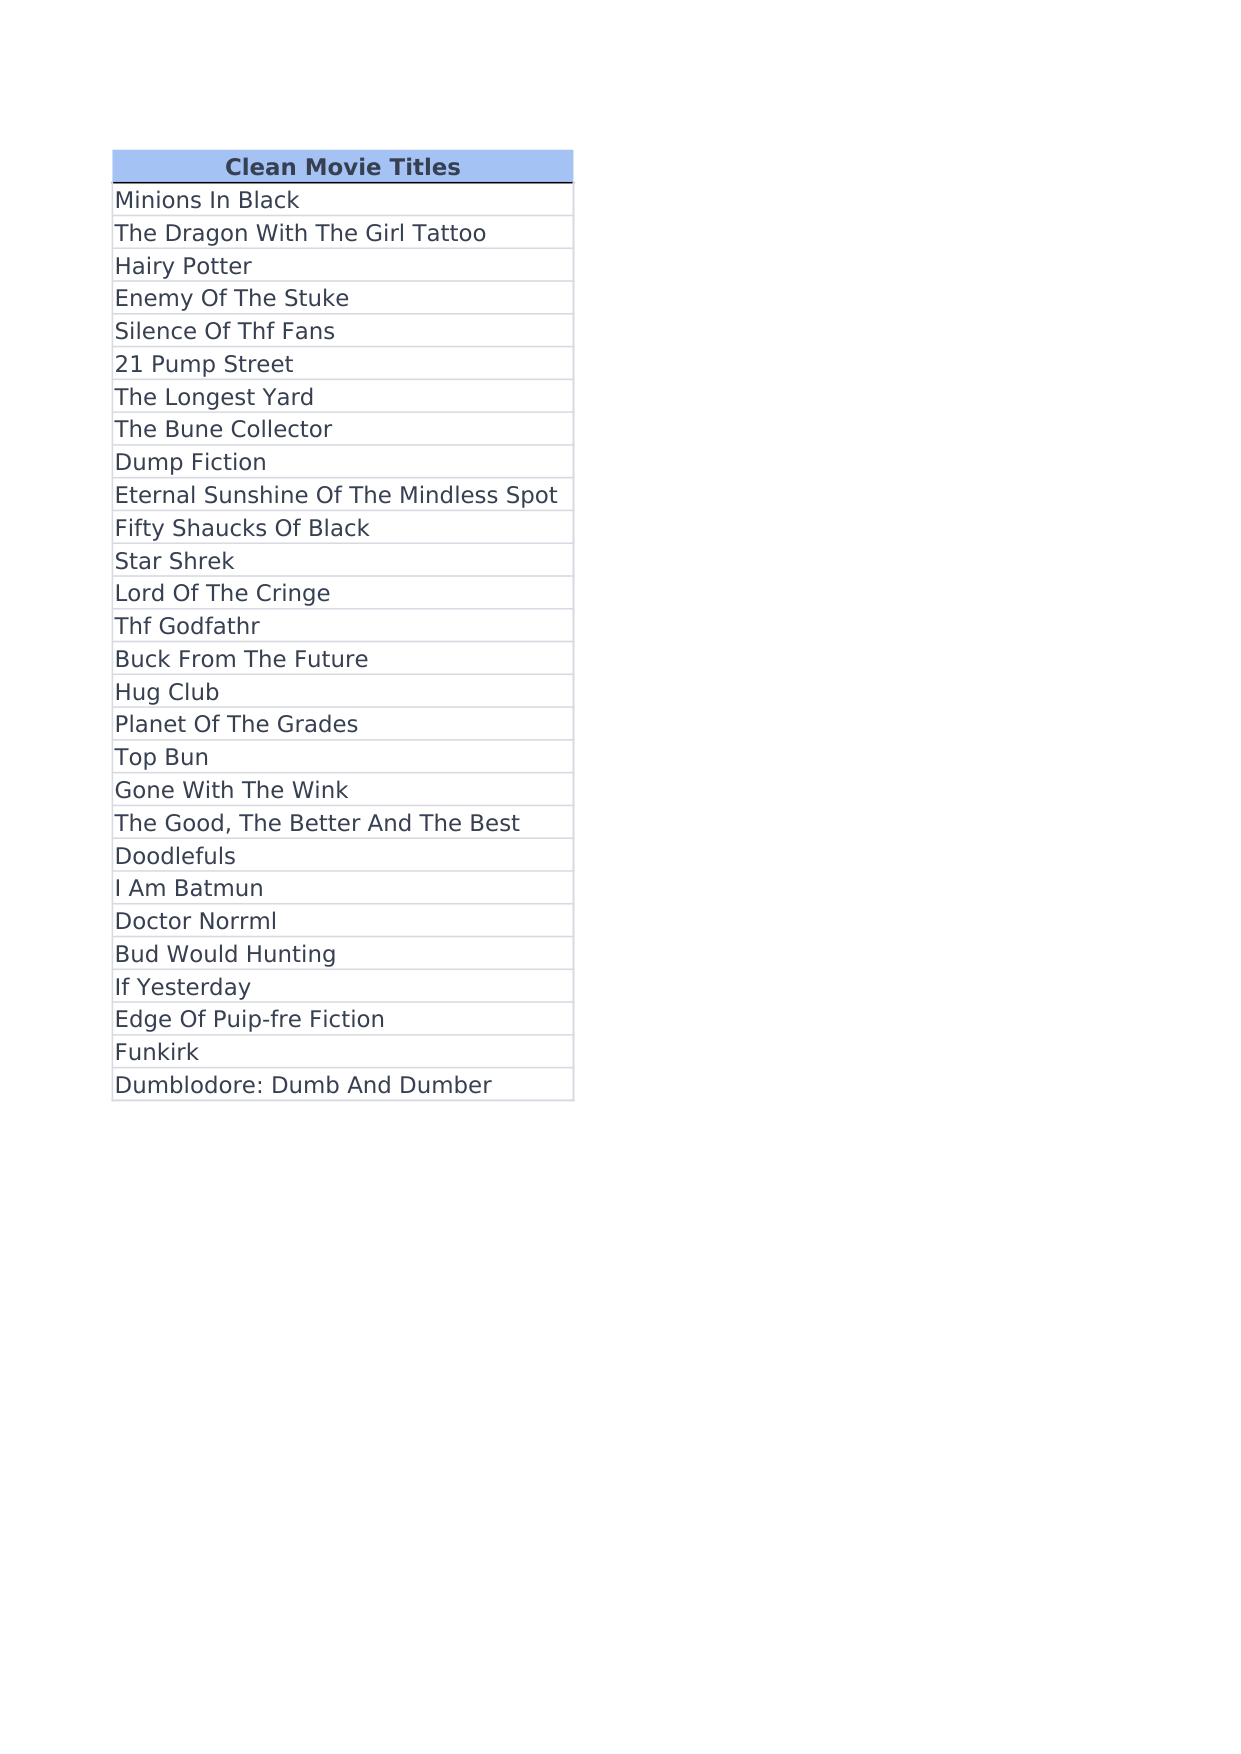 Clean Movie Titles
Minions In Black
The Dragon With The Girl Tattoo
Hairy Potter
Enemy Of The Stuke
Silence Of Thf Fans
21 Pump Street
The Longest Yard
The Bune Collector
Dump Fiction
Eternal Sunshine Of The Mindless Spot
Fifty Shaucks Of Black
Star Shrek
Lord Of The Cringe
Thf Godfathr
Buck From The Future
Hug Club
Planet Of The Grades
Top Bun
Gone With The Wink
The Good, The Better And The Best
Doodlefuls
I Am Batmun
Doctor Norrml
Bud Would Hunting
If Yesterday
Edge Of Puip-fre Fiction
Funkirk
Dumblodore: Dumb And Dumber